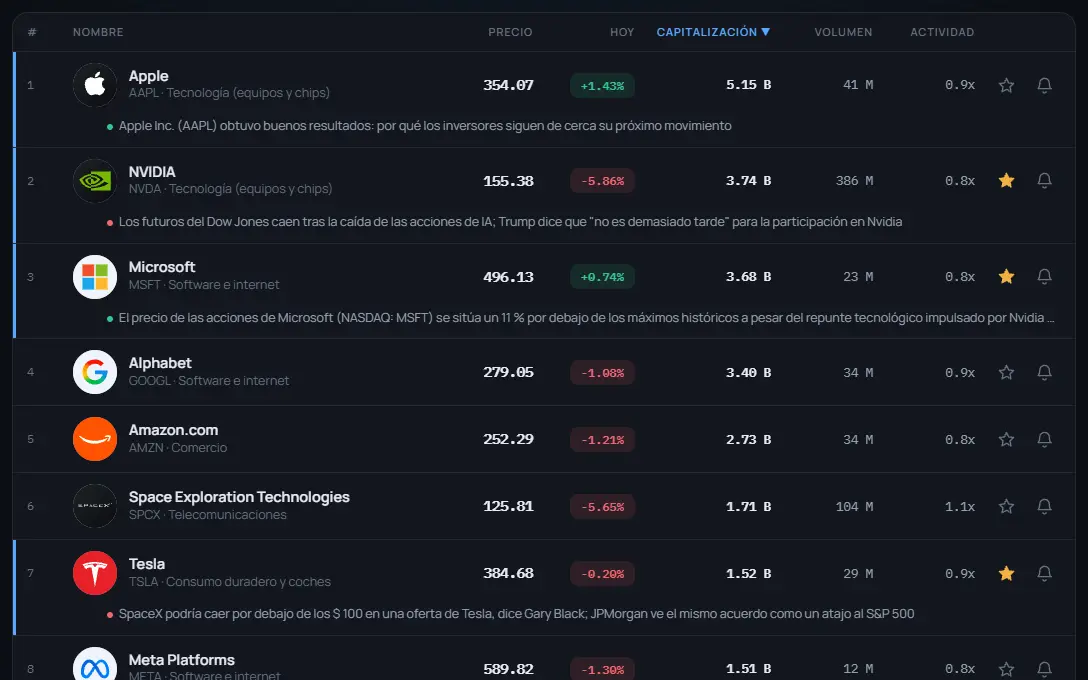 # NOMBRE PRECIO HOY CAPITALIZACIÓN ▼ VOLUMEN ACTIVIDAD
1 Apple 354.07 +1.43% 5.15 B 41 M 0.9x
AAPL · Tecnología (equipos y chips)
Apple Inc. (AAPL) obtuvo buenos resultados: por qué los inversores siguen de cerca su próximo movimiento
2 NVIDIA 155.38 -5.86% 3.74 B 386 M 0.8x
NVDA · Tecnología (equipos y chips)
Los futuros del Dow Jones caen tras la caída de las acciones de IA; Trump dice que "no es demasiado tarde" para la participación en Nvidia
3 Microsoft 496.13 +0.74% 3.68 B 23 M 0.8x
MSFT · Software e internet
El precio de las acciones de Microsoft (NASDAQ: MSFT) se sitúa un 11 % por debajo de los máximos históricos a pesar del repunte tecnológico impulsado por Nvidia ...
4 Alphabet 279.05 -1.08% 3.40 B 34 M 0.9x
GOOGL · Software e internet
5 Amazon.com 252.29 -1.21% 2.73 B 34 M 0.8x
AMZN · Comercio
6 SPACEX Space Exploration Technologies 125.81 -5.65% 1.71 B 104 M 1.1x
SPCX · Telecomunicaciones
7 Tesla 384.68 -0.20% 1.52 B 29 M 0.9x
TSLA · Consumo duradero y coches
SpaceX podría caer por debajo de los $ 100 en una oferta de Tesla, dice Gary Black; JPMorgan ve el mismo acuerdo como un atajo al S&P 500
8 Meta Platforms 589.82 -1.30% 1.51 B 12 M 0.8x
META · Software e internet